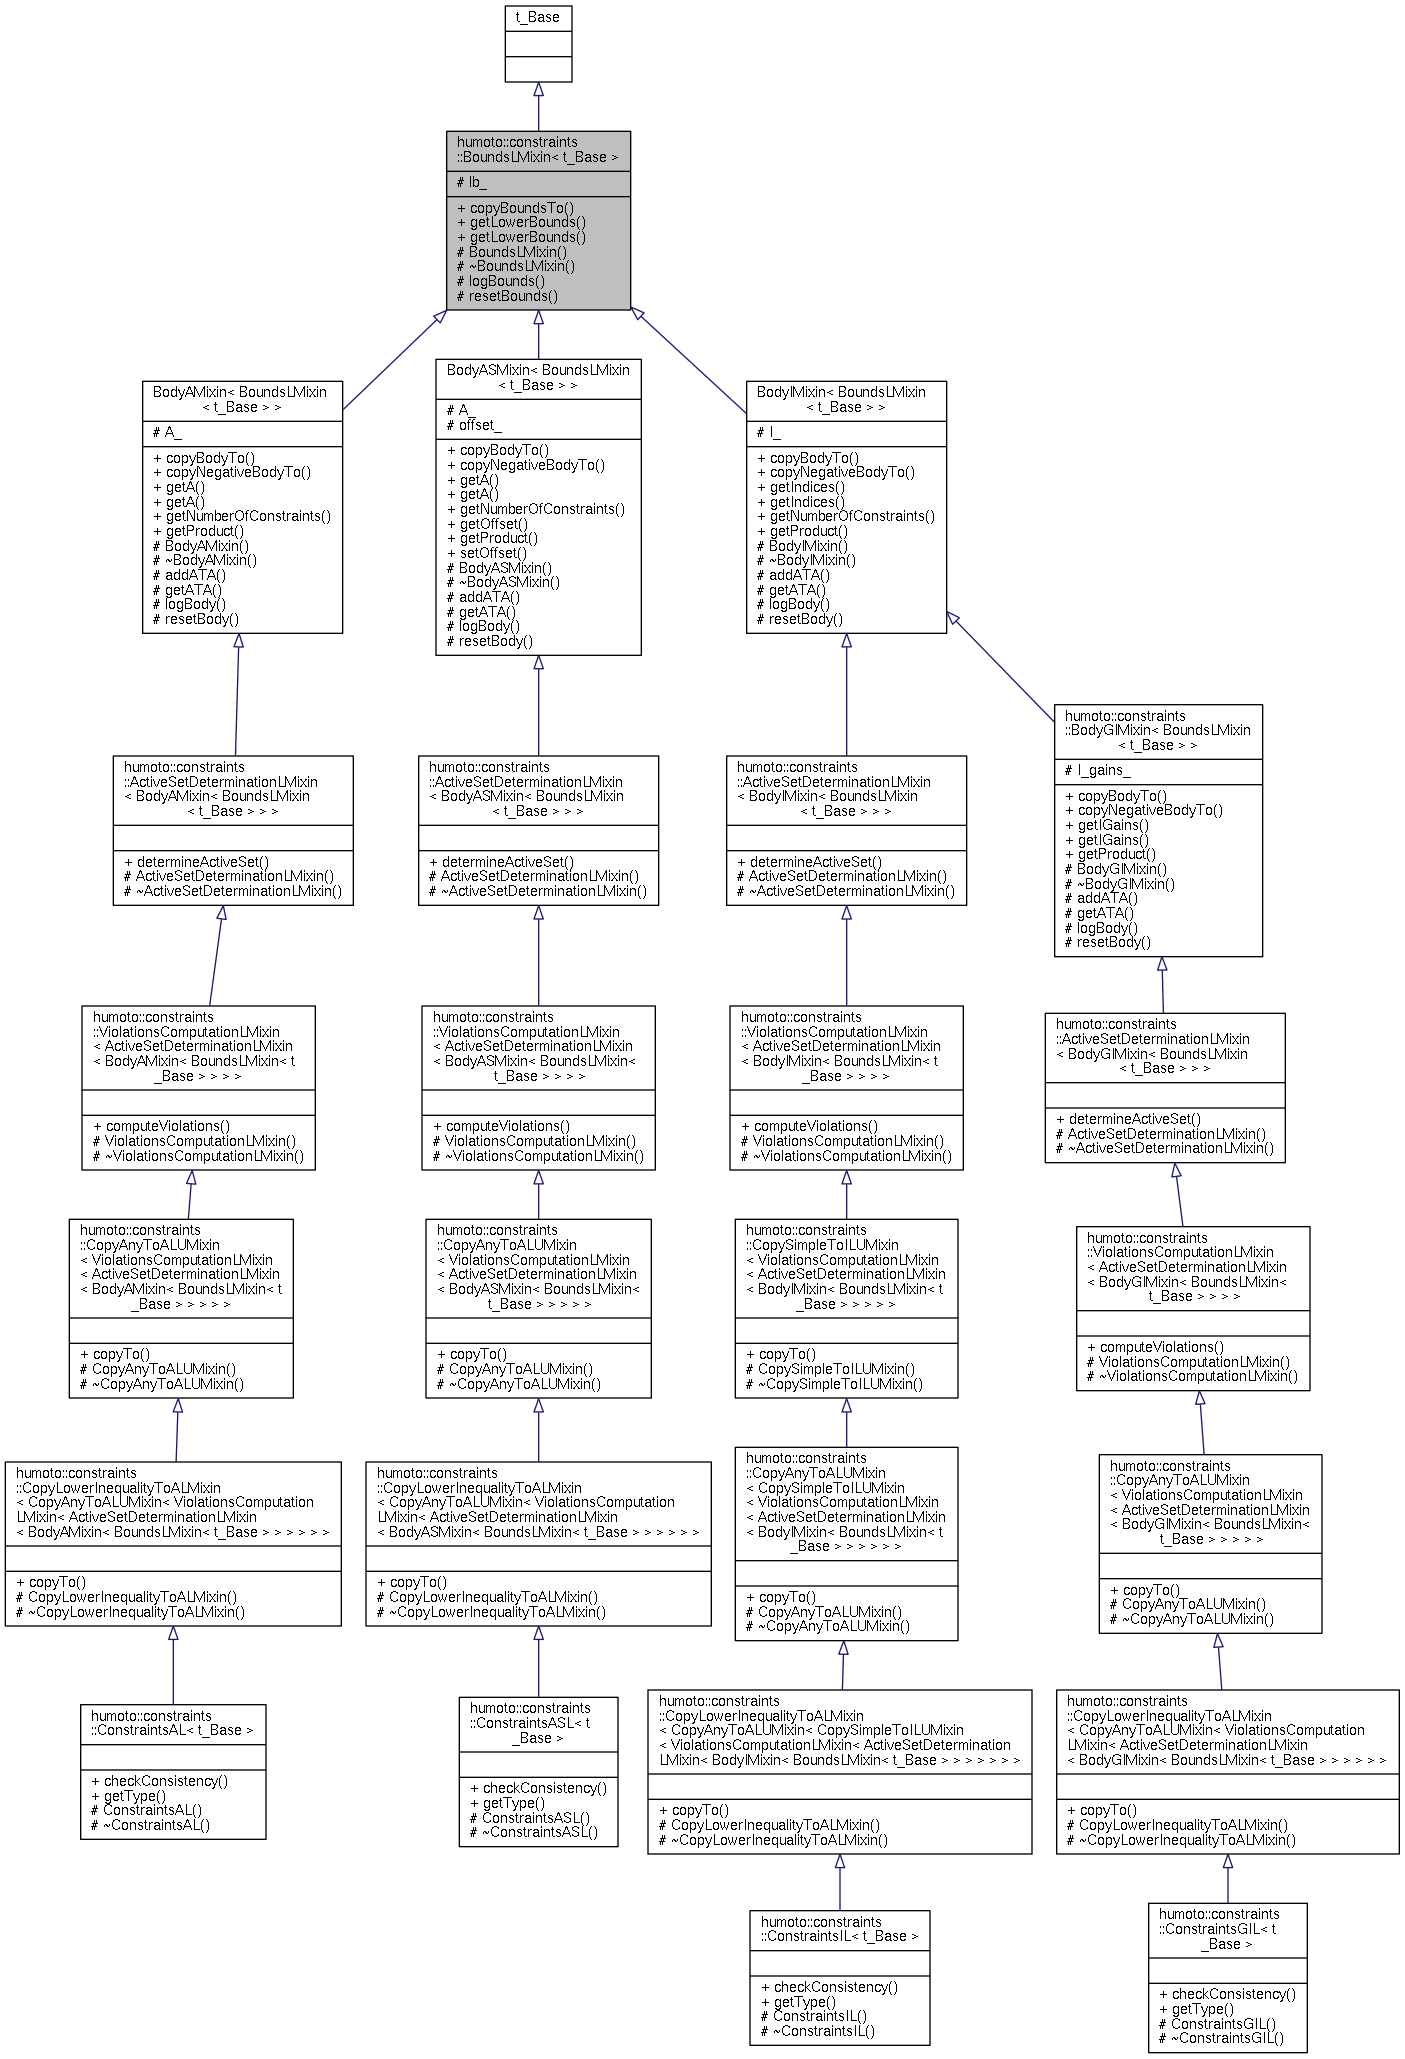 t_Base
humoto::constraints
::BoundsLMixin< t_Base >
# lb_
+ copyBoundsTo()
+ getLowerBounds()
+ getLowerBounds()
# BoundsLMixin()
# ~BoundsLMixin()
# logBounds()
# resetBounds()
BodyAMixin< BoundsLMixin
< t_Base > >
# A_
+ copyBodyTo()
+ copyNegativeBodyTo()
+ getA()
+ getA()
+ getNumberOfConstraints()
+ getProduct()
# BodyAMixin()
# ~BodyAMixin()
# addATA()
# getATA()
# logBody()
# resetBody()
BodyASMixin< BoundsLMixin
< t_Base > >
# A_
# offset_
+ copyBodyTo()
+ copyNegativeBodyTo()
+ getA()
+ getA()
+ getNumberOfConstraints()
+ getOffset()
+ getProduct()
+ setOffset()
# BodyASMixin()
# ~BodyASMixin()
# addATA()
# getATA()
# logBody()
# resetBody()
BodyIMixin< BoundsLMixin
< t_Base > >
# I_
+ copyBodyTo()
+ copyNegativeBodyTo()
+ getIndices()
+ getIndices()
+ getNumberOfConstraints()
+ getProduct()
# BodyIMixin()
# ~BodyIMixin()
# addATA()
# getATA()
# logBody()
# resetBody()
humoto::constraints
::BodyGIMixin< BoundsLMixin
< t_Base > >
# I_gains_
+ copyBodyTo()
+ copyNegativeBodyTo()
+ getIGains()
+ getIGains()
+ getProduct()
# BodyGIMixin()
# ~BodyGIMixin()
# addATA()
# getATA()
# logBody()
# resetBody()
humoto::constraints
::ActiveSetDeterminationLMixin
< BodyAMixin< BoundsLMixin
< t_Base > > >
+ determineActiveSet()
# ActiveSetDeterminationLMixin()
# ~ActiveSetDeterminationLMixin()
humoto::constraints
::ActiveSetDeterminationLMixin
< BodyASMixin< BoundsLMixin
< t_Base > > >
+ determineActiveSet()
# ActiveSetDeterminationLMixin()
# ~ActiveSetDeterminationLMixin()
humoto::constraints
::ActiveSetDeterminationLMixin
< BodyIMixin< BoundsLMixin
< t_Base > > >
+ determineActiveSet()
# ActiveSetDeterminationLMixin()
# ~ActiveSetDeterminationLMixin()
humoto::constraints
::ViolationsComputationLMixin
< ActiveSetDeterminationLMixin
< BodyAMixin< BoundsLMixin< t
_Base > > > >
+ computeViolations()
# ViolationsComputationLMixin()
# ~ViolationsComputationLMixin()
humoto::constraints
::ViolationsComputationLMixin
< ActiveSetDeterminationLMixin
< BodyASMixin< BoundsLMixin<
t_Base > > > >
+ computeViolations()
# ViolationsComputationLMixin()
# ~ViolationsComputationLMixin()
humoto::constraints
::ViolationsComputationLMixin
< ActiveSetDeterminationLMixin
< BodyIMixin< BoundsLMixin< t
_Base > > > >
+ computeViolations()
# ViolationsComputationLMixin()
# ~ViolationsComputationLMixin()
humoto::constraints
::ActiveSetDeterminationLMixin
< BodyGIMixin< BoundsLMixin
< t_Base > > >
+ determineActiveSet()
# ActiveSetDeterminationLMixin()
# ~ActiveSetDeterminationLMixin()
humoto::constraints
::CopyAnyToALUMixin
< ViolationsComputationLMixin
< ActiveSetDeterminationLMixin
< BodyAMixin< BoundsLMixin< t
_Base > > > > >
+ copyTo()
# CopyAnyToALUMixin()
# ~CopyAnyToALUMixin()
humoto::constraints
::CopyAnyToALUMixin
< ViolationsComputationLMixin
< ActiveSetDeterminationLMixin
< BodyASMixin< BoundsLMixin<
t_Base > > > > >
+ copyTo()
# CopyAnyToALUMixin()
# ~CopyAnyToALUMixin()
humoto::constraints
::CopySimpleToILUMixin
< ViolationsComputationLMixin
< ActiveSetDeterminationLMixin
< BodyIMixin< BoundsLMixin< t
_Base > > > > >
+ copyTo()
# CopySimpleToILUMixin()
# ~CopySimpleToILUMixin()
humoto::constraints
::ViolationsComputationLMixin
< ActiveSetDeterminationLMixin
< BodyGIMixin< BoundsLMixin<
t_Base > > > >
+ computeViolations()
# ViolationsComputationLMixin()
# ~ViolationsComputationLMixin()
humoto::constraints
::CopyLowerInequalityToALMixin
< CopyAnyToALUMixin< ViolationsComputation
LMixin< ActiveSetDeterminationLMixin
< BodyAMixin< BoundsLMixin< t_Base > > > > > >
+ copyTo()
# CopyLowerInequalityToALMixin()
# ~CopyLowerInequalityToALMixin()
humoto::constraints
::CopyLowerInequalityToALMixin
< CopyAnyToALUMixin< ViolationsComputation
LMixin< ActiveSetDeterminationLMixin
< BodyASMixin< BoundsLMixin< t_Base > > > > > >
+ copyTo()
# CopyLowerInequalityToALMixin()
# ~CopyLowerInequalityToALMixin()
humoto::constraints
::CopyAnyToALUMixin
< CopySimpleToILUMixin
< ViolationsComputationLMixin
< ActiveSetDeterminationLMixin
< BodyIMixin< BoundsLMixin< t
_Base > > > > > >
+ copyTo()
# CopyAnyToALUMixin()
# ~CopyAnyToALUMixin()
humoto::constraints
::CopyAnyToALUMixin
< ViolationsComputationLMixin
< ActiveSetDeterminationLMixin
< BodyGIMixin< BoundsLMixin<
t_Base > > > > >
+ copyTo()
# CopyAnyToALUMixin()
# ~CopyAnyToALUMixin()
humoto::constraints
::ConstraintsAL< t_Base >
+ checkConsistency()
+ getType()
# ConstraintsAL()
# ~ConstraintsAL()
humoto::constraints
::ConstraintsASL< t
_Base >
+ checkConsistency()
+ getType()
# ConstraintsASL()
# ~ConstraintsASL()
humoto::constraints
::CopyLowerInequalityToALMixin
< CopyAnyToALUMixin< CopySimpleToILUMixin
< ViolationsComputationLMixin< ActiveSetDetermination
LMixin< BodyIMixin< BoundsLMixin< t_Base > > > > > > >
+ copyTo()
# CopyLowerInequalityToALMixin()
# ~CopyLowerInequalityToALMixin()
humoto::constraints
::CopyLowerInequalityToALMixin
< CopyAnyToALUMixin< ViolationsComputation
LMixin< ActiveSetDeterminationLMixin
< BodyGIMixin< BoundsLMixin< t_Base > > > > > >
+ copyTo()
# CopyLowerInequalityToALMixin()
# ~CopyLowerInequalityToALMixin()
humoto::constraints
::ConstraintsIL< t_Base >
+ checkConsistency()
+ getType()
# ConstraintsIL()
# ~ConstraintsIL()
humoto::constraints
::ConstraintsGIL< t
_Base >
+ checkConsistency()
+ getType()
# ConstraintsGIL()
# ~ConstraintsGIL()